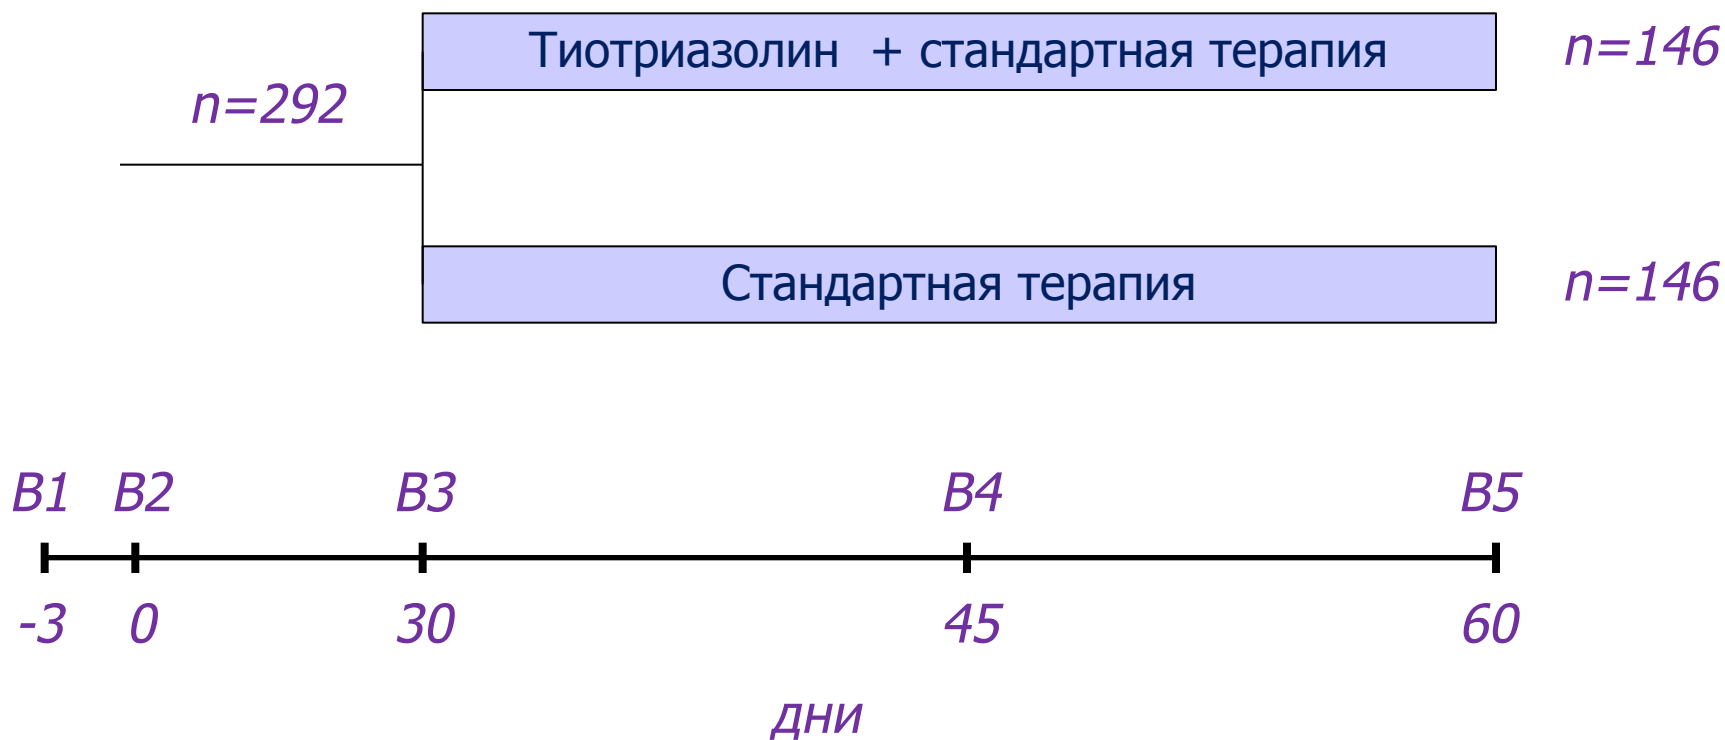 Тиотриазолин + стандартная терапия
n=146
n=292
Стандартная терапия
n=146
В1 В2 В3 В4 В5
-3 0 30 45 60
дни